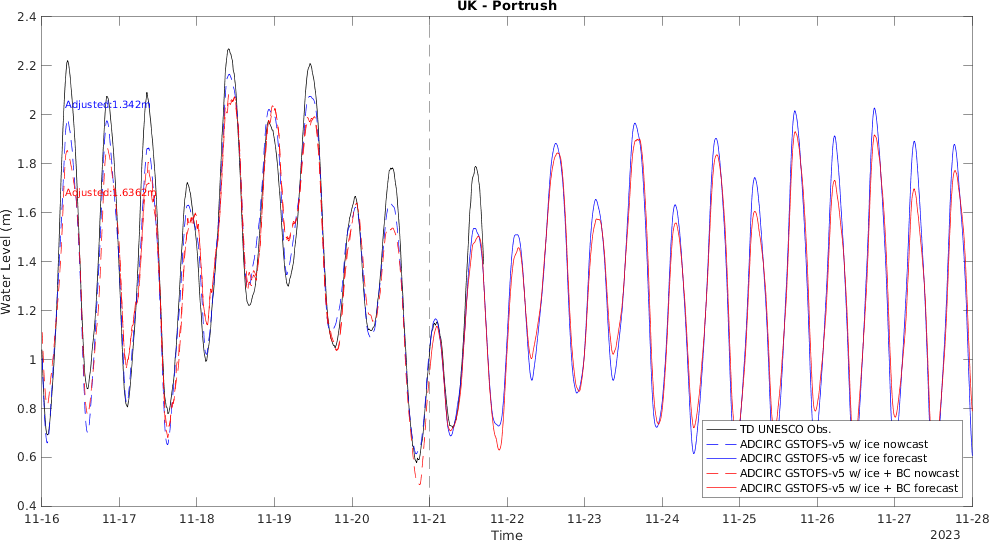 UK - Portrush
2.4
2.2
2
1.8
1.6
1.4
1.2
1
0.8
0.6
0.4
Water Level (m)
Adjusted:1.342m
Adjusted:1.6362m
TD UNESCO Obs.
ADCIRC GSTOFS-v5 w/ ice nowcast
ADCIRC GSTOFS-v5 w/ ice forecast
ADCIRC GSTOFS-v5 w/ ice + BC nowcast
ADCIRC GSTOFS-v5 w/ ice + BC forecast
11-16 11-17 11-18 11-19 11-20 11-21 11-22 11-23 11-24 11-25 11-26 11-27 11-28
Time
2023